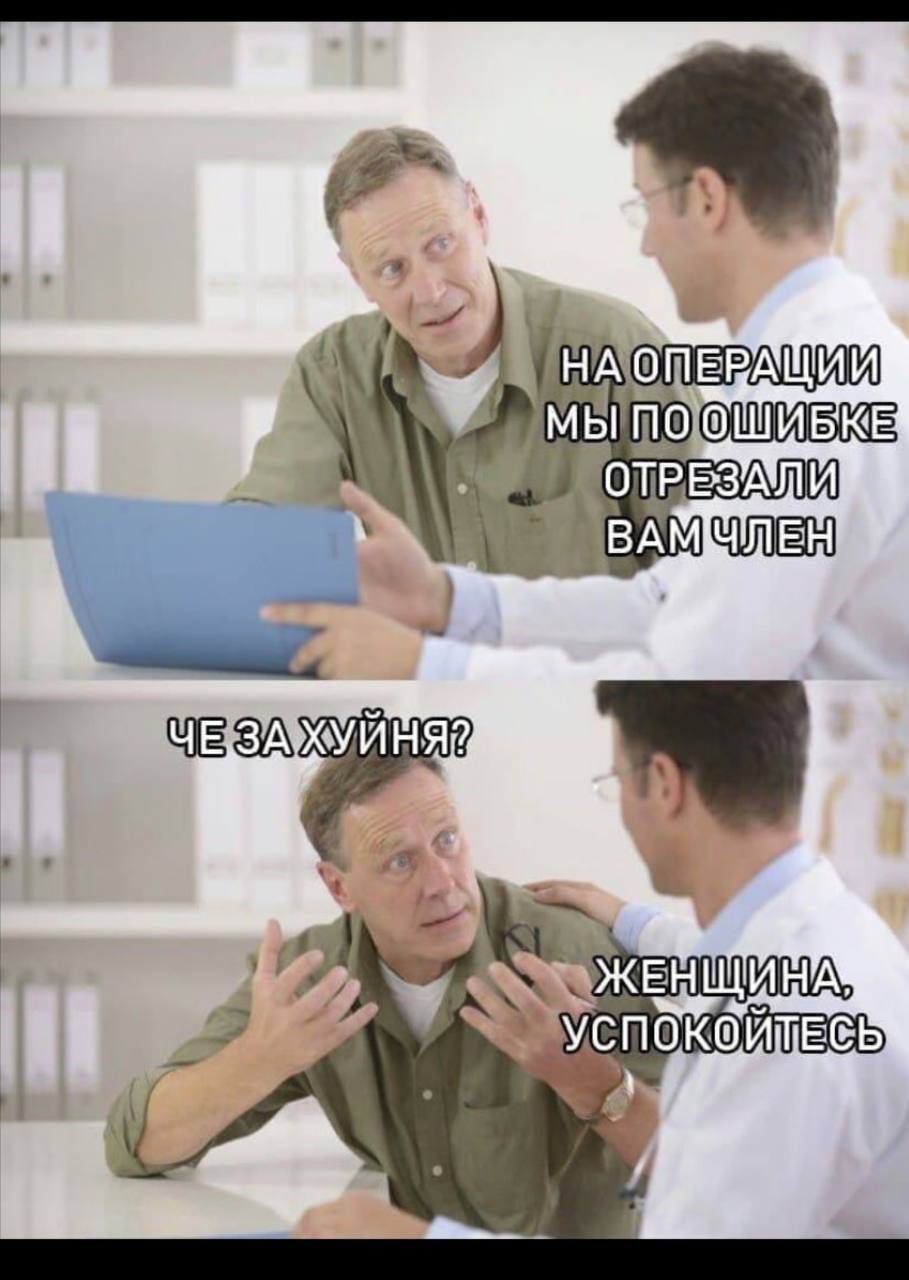 НА ОПЕРАЦИИ
МЫ ПО ОШИБКЕ
ОТРЕЗАЛИ
ВАМ ЧЛЕН
ЧЕ ЗА ХУЙНЯ?
ЖЕНЩИНА,
УСПОКОЙТЕСЬ